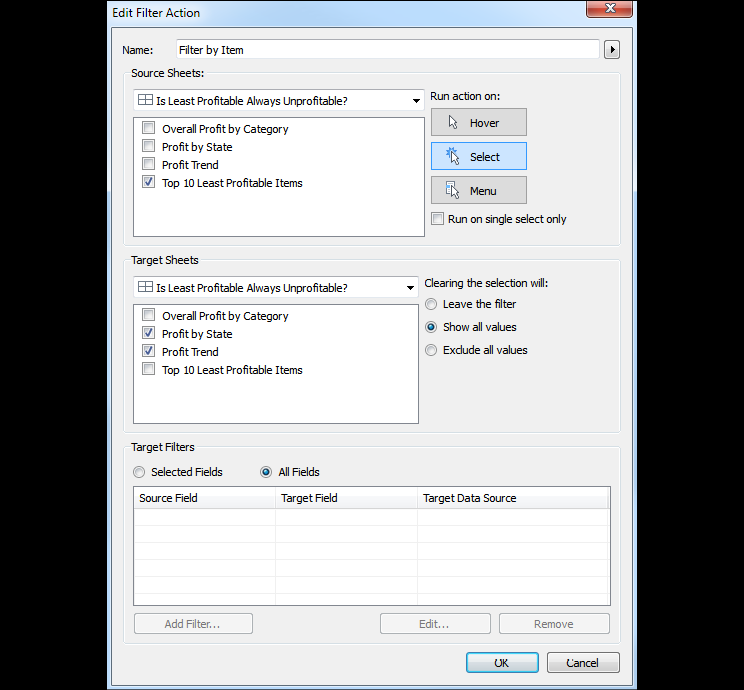 Edit Filter Action
Name: Filter by Item
Source Sheets:
Is Least Profitable Always Unprofitable?
Overall Profit by Category
Profit by State
Profit Trend
Top 10 Least Profitable Items
Run action on:
Hover
Select
Menu
Run on single select only
Target Sheets
Is Least Profitable Always Unprofitable?
Overall Profit by Category
Profit by State
Profit Trend
Top 10 Least Profitable Items
Clearing the selection will:
Leave the filter
Show all values
Exclude all values
Target Filters
Selected Fields All Fields
Source Field Target Field Target Data Source
Add Filter... Edit... Remove
OK Cancel